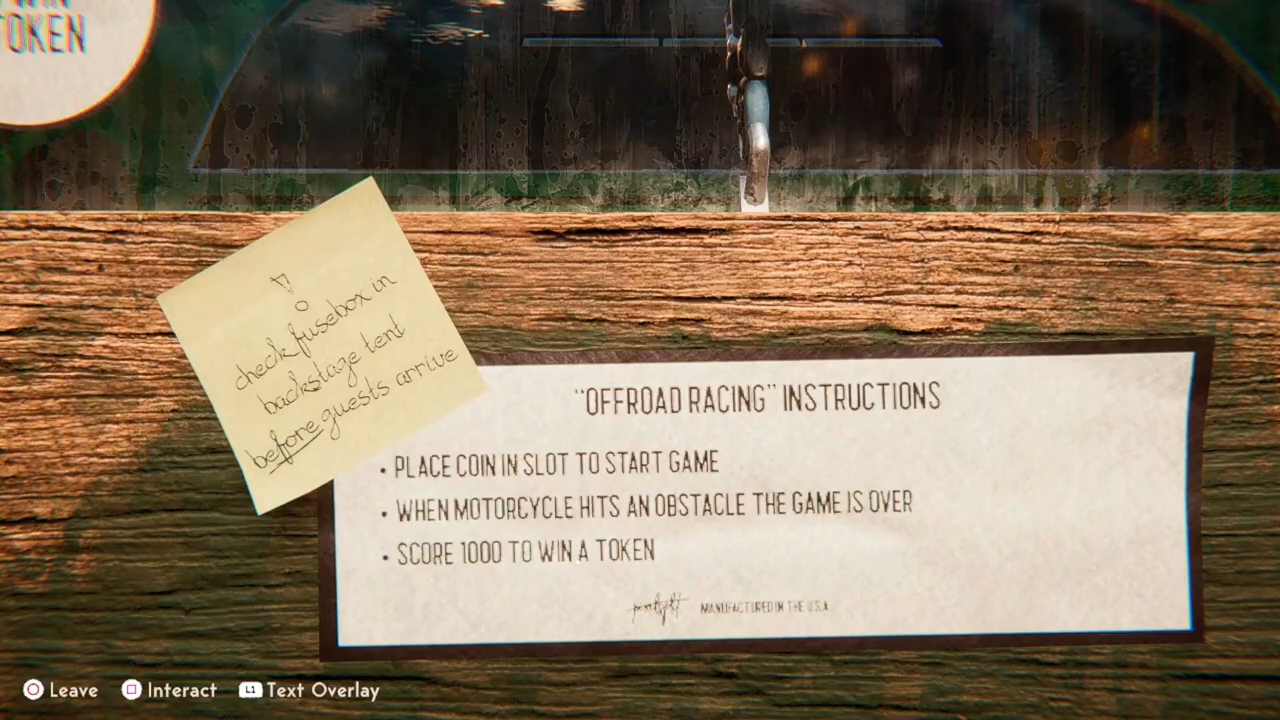 WIN
TOKEN
check fusebox in
backstage tent
before guests arrive
"OFFROAD RACING" INSTRUCTIONS
• PLACE COIN IN SLOT TO START GAME
• WHEN MOTORCYCLE HITS AN OBSTACLE THE GAME IS OVER
• SCORE 1000 TO WIN A TOKEN
MANUFACTURED IN THE U.S.A
Leave
Interact
L1 Text Overlay